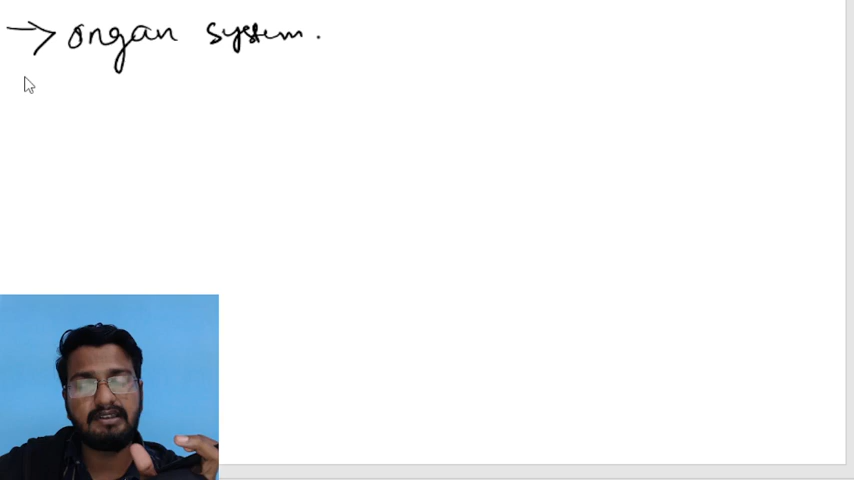 → organ system.